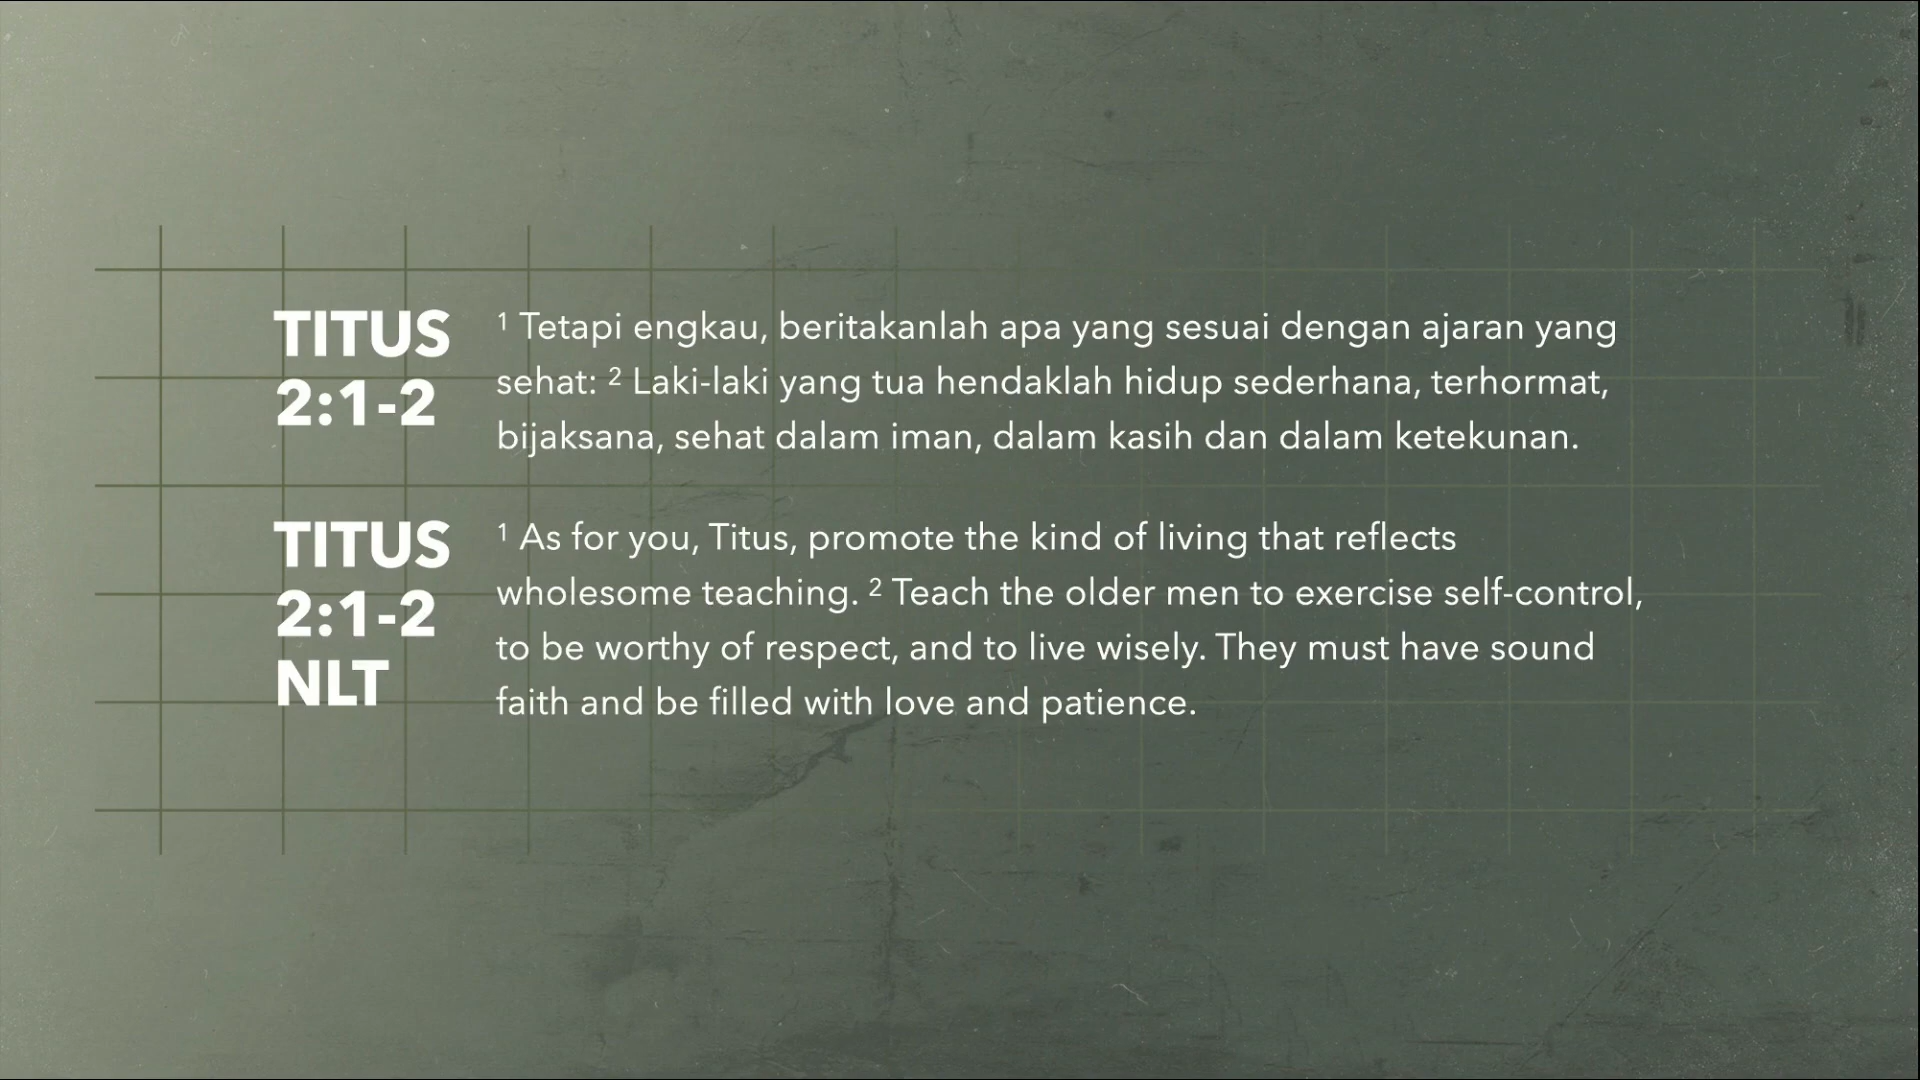 TITUS
2:1-2
¹ Tetapi engkau, beritakanlah apa yang sesuai dengan ajaran yang
sehat: ² Laki-laki yang tua hendaklah hidup sederhana, terhormat,
bijaksana, sehat dalam iman, dalam kasih dan dalam ketekunan.
TITUS
2:1-2
NLT
¹ As for you, Titus, promote the kind of living that reflects
wholesome teaching. ² Teach the older men to exercise self-control,
to be worthy of respect, and to live wisely. They must have sound
faith and be filled with love and patience.